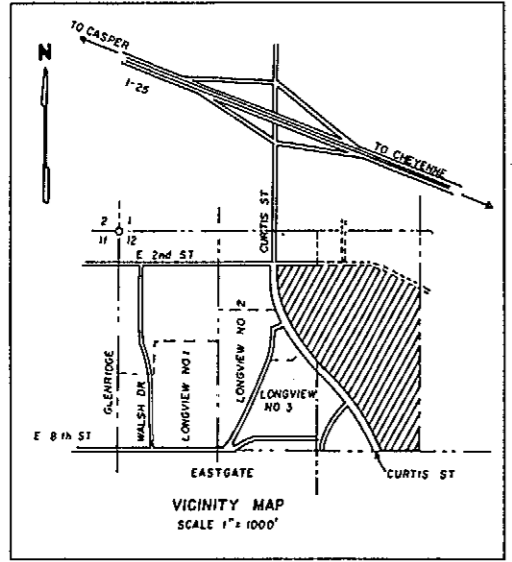 TO CASPER
N
I-25
TO CHEYENNE
CURTIS ST
2 1
11 12
E 2nd ST
GLENRIDGE
WALSH DR
LONGVIEW NO 1
LONGVIEW NO 2
LONGVIEW
NO 3
E 8th ST
EASTGATE
CURTIS ST
VICINITY MAP
SCALE 1"= 1000'